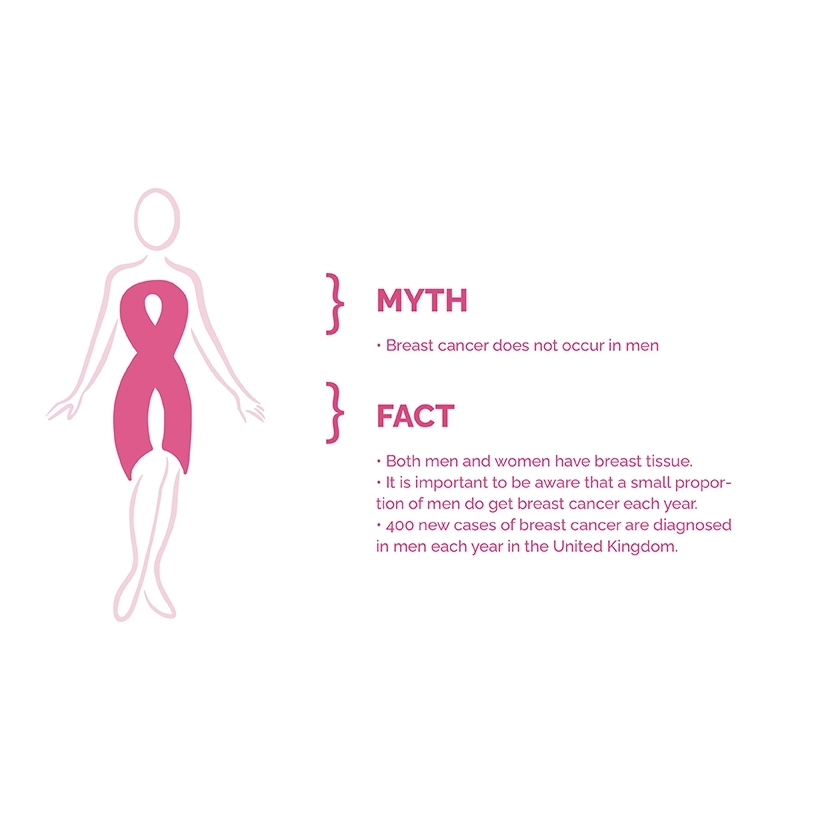 } MYTH
• Breast cancer does not occur in men
} FACT
• Both men and women have breast tissue.
• It is important to be aware that a small propor-
tion of men do get breast cancer each year.
• 400 new cases of breast cancer are diagnosed
in men each year in the United Kingdom.